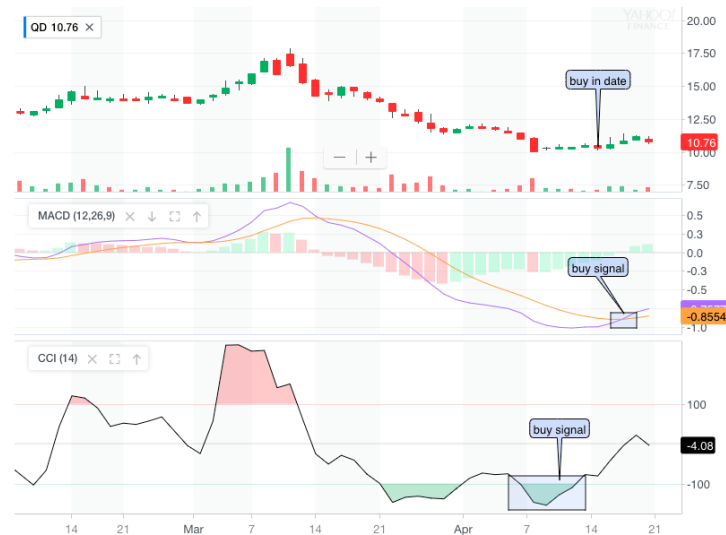 QD 10.76 ✕
YAHOO!
FINANCE
20.00
17.50
15.00
12.50
10.76
10.00
7.50
buy in date
MACD (12,26,9)
0.5
0.3
0.0
-0.3
-0.5
-0.8554
-1.0
buy signal
CCI (14)
100
-4.08
-100
buy signal
14 21 Mar 7 14 21 Apr 7 14 21